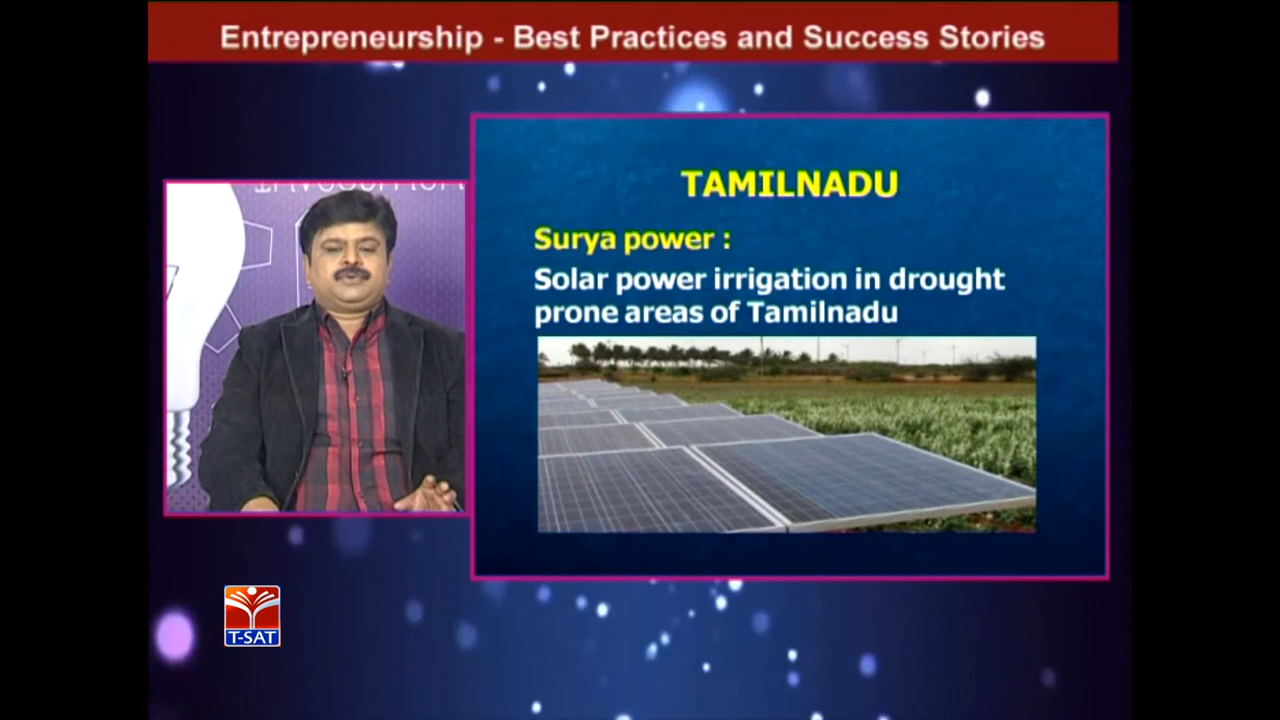 Entrepreneurship - Best Practices and Success Stories
TAMILNADU
Surya power :
Solar power irrigation in drought
prone areas of Tamilnadu
T-SAT